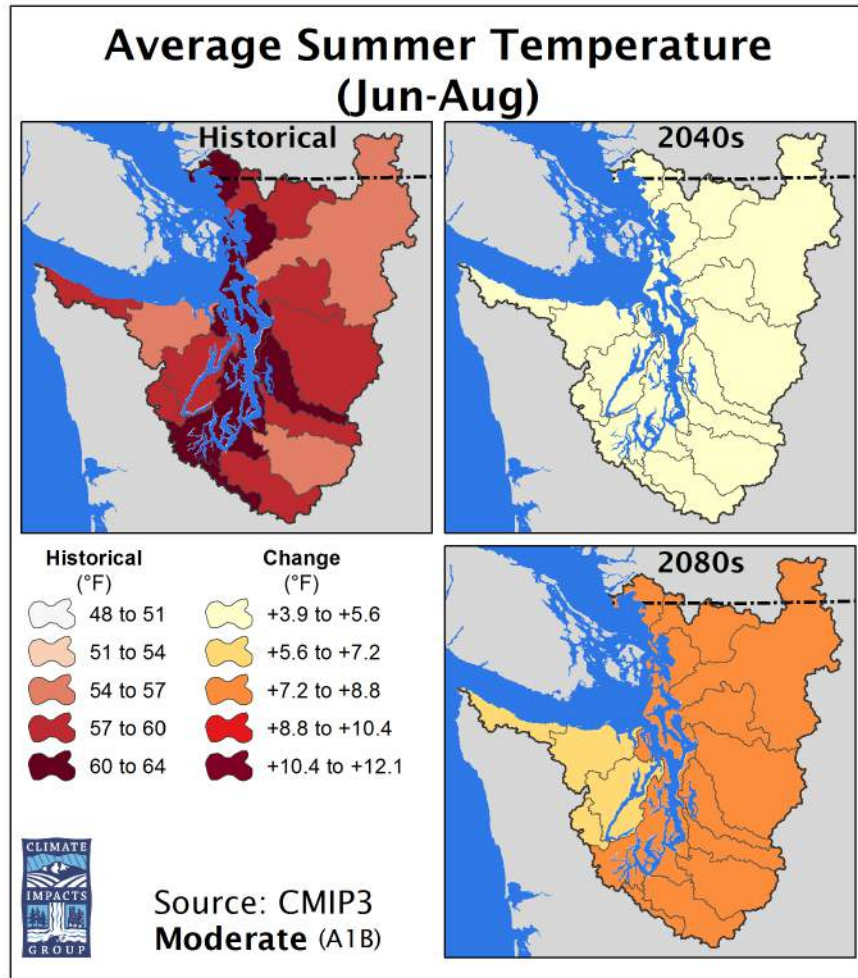 Average Summer Temperature
(Jun-Aug)
Historical
2040s
Historical
(°F)
48 to 51
51 to 54
54 to 57
57 to 60
60 to 64
Change
(°F)
+3.9 to +5.6
+5.6 to +7.2
+7.2 to +8.8
+8.8 to +10.4
+10.4 to +12.1
2080s
CLIMATE
IMPACTS
GROUP
Source: CMIP3
Moderate (A1B)